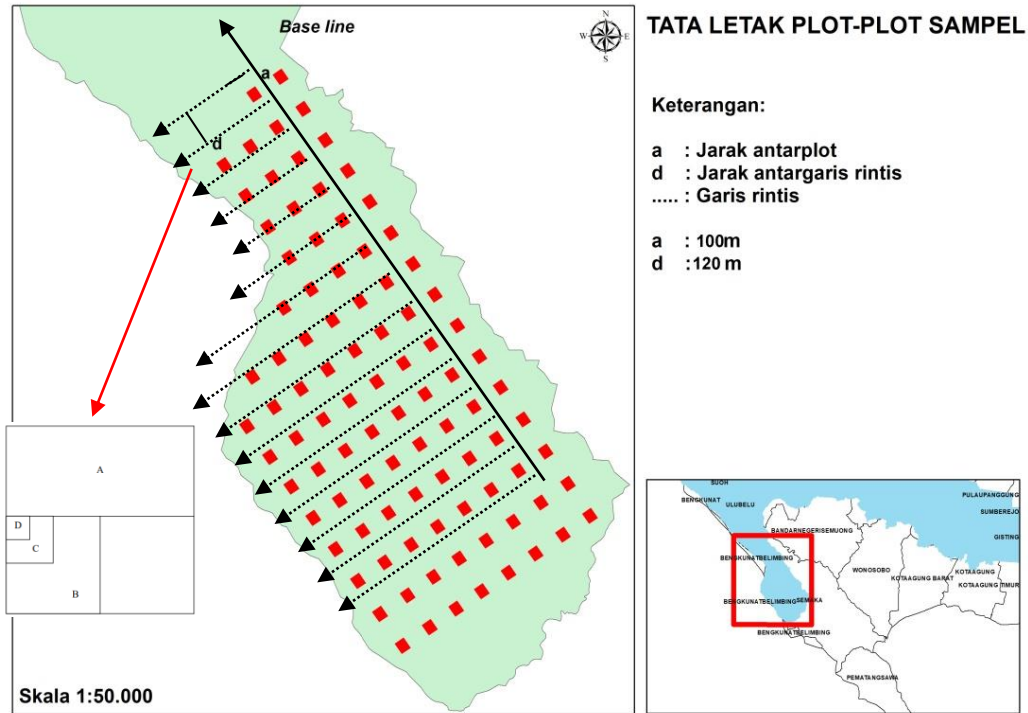 Base line
N
W E
S
a
d
A
D
C
B
Skala 1:50.000
TATA LETAK PLOT-PLOT SAMPEL
Keterangan:
a : Jarak antarplot
d : Jarak antargaris rintis
..... : Garis rintis
a : 100m
d :120 m
SUOH
BENGKUNAT
ULUBELU
PULAUPANGGUNG
SUMBEREJO
BANDARNEGERISEMUONG
GISTING
BENGKUNATBELIMBING
WONOSOBO
KOTAAGUNG
KOTAAGUNG BARAT
KOTAAGUNG TIMUR
BENGKUNATBELIMBING
SEMAKA
BENGKUNATBELIMBING
PEMATANGSAWA